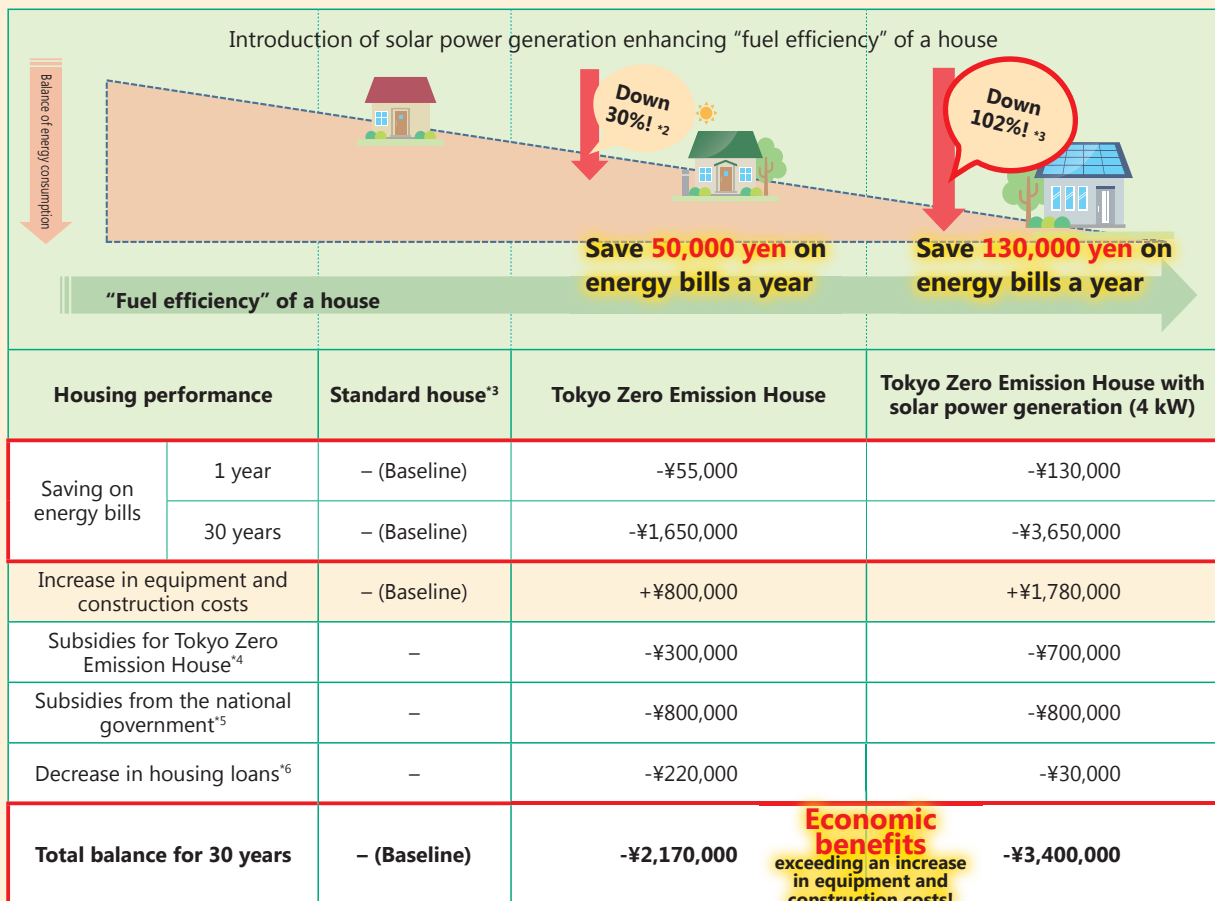 Introduction of solar power generation enhancing “fuel efficiency” of a house
Balance of energy consumption
Down
30%! *2
Down
102%! *3
Save 50,000 yen on
energy bills a year
Save 130,000 yen on
energy bills a year
“Fuel efficiency” of a house
Housing performance
Standard house*3
Tokyo Zero Emission House
Tokyo Zero Emission House with
solar power generation (4 kW)
Saving on
energy bills
1 year
– (Baseline)
-¥55,000
-¥130,000
30 years
– (Baseline)
-¥1,650,000
-¥3,650,000
Increase in equipment and
construction costs
– (Baseline)
+¥800,000
+¥1,780,000
Subsidies for Tokyo Zero
Emission House*4
–
-¥300,000
-¥700,000
Subsidies from the national
government*5
–
-¥800,000
-¥800,000
Decrease in housing loans*6
–
-¥220,000
-¥30,000
Total balance for 30 years
– (Baseline)
-¥2,170,000
Economic
benefits
exceeding an increase
in equipment and
construction costs!
-¥3,400,000